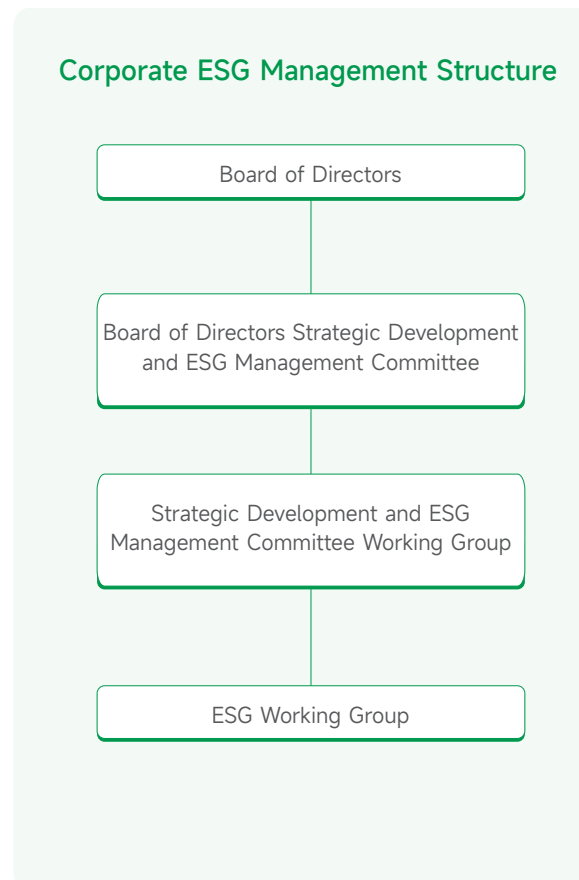 Corporate ESG Management Structure
Board of Directors
Board of Directors Strategic Development
and ESG Management Committee
Strategic Development and ESG
Management Committee Working Group
ESG Working Group